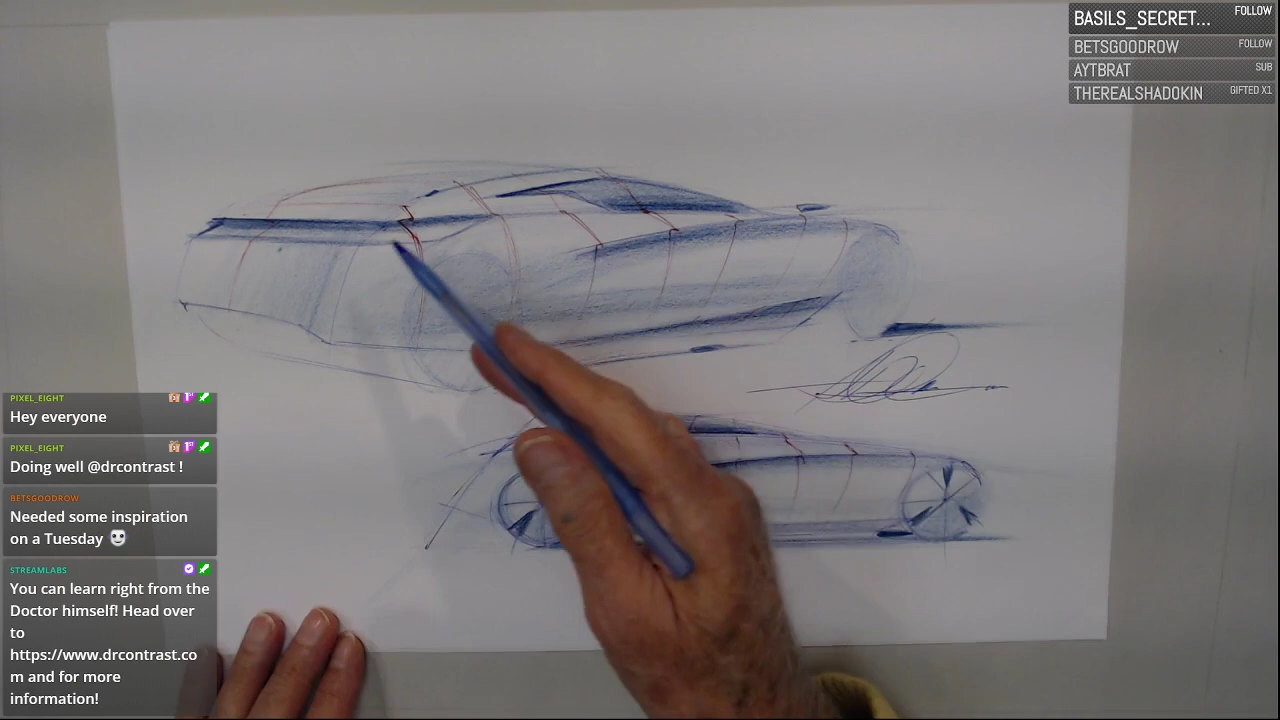 BASILS_SECRET... FOLLOW
BETSGOODROW FOLLOW
AYTBRAT SUB
THEREALSHADOKIN GIFTED X1
PIXEL_EIGHT
Hey everyone
PIXEL_EIGHT
Doing well @drcontrast !
BETSGOODROW
Needed some inspiration
on a Tuesday
STREAMLABS
You can learn right from the
Doctor himself! Head over
to
https://www.drcontrast.co
m and for more
information!